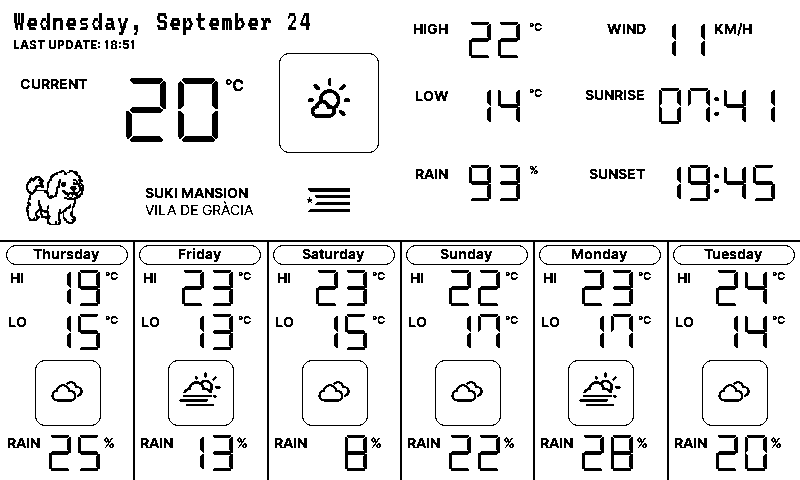 Wednesday, September 24
LAST UPDATE: 18:51
CURRENT 20 °C
HIGH 22 °C
LOW 14 °C
RAIN 93 %
WIND 11 KM/H
SUNRISE 07:41
SUNSET 19:45
SUKI MANSION
VILA DE GRÀCIA
Thursday
HI 19 °C
LO 15 °C
RAIN 25 %
Friday
HI 23 °C
LO 13 °C
RAIN 13 %
Saturday
HI 23 °C
LO 15 °C
RAIN 8 %
Sunday
HI 22 °C
LO 17 °C
RAIN 22 %
Monday
HI 23 °C
LO 17 °C
RAIN 28 %
Tuesday
HI 24 °C
LO 14 °C
RAIN 20 %